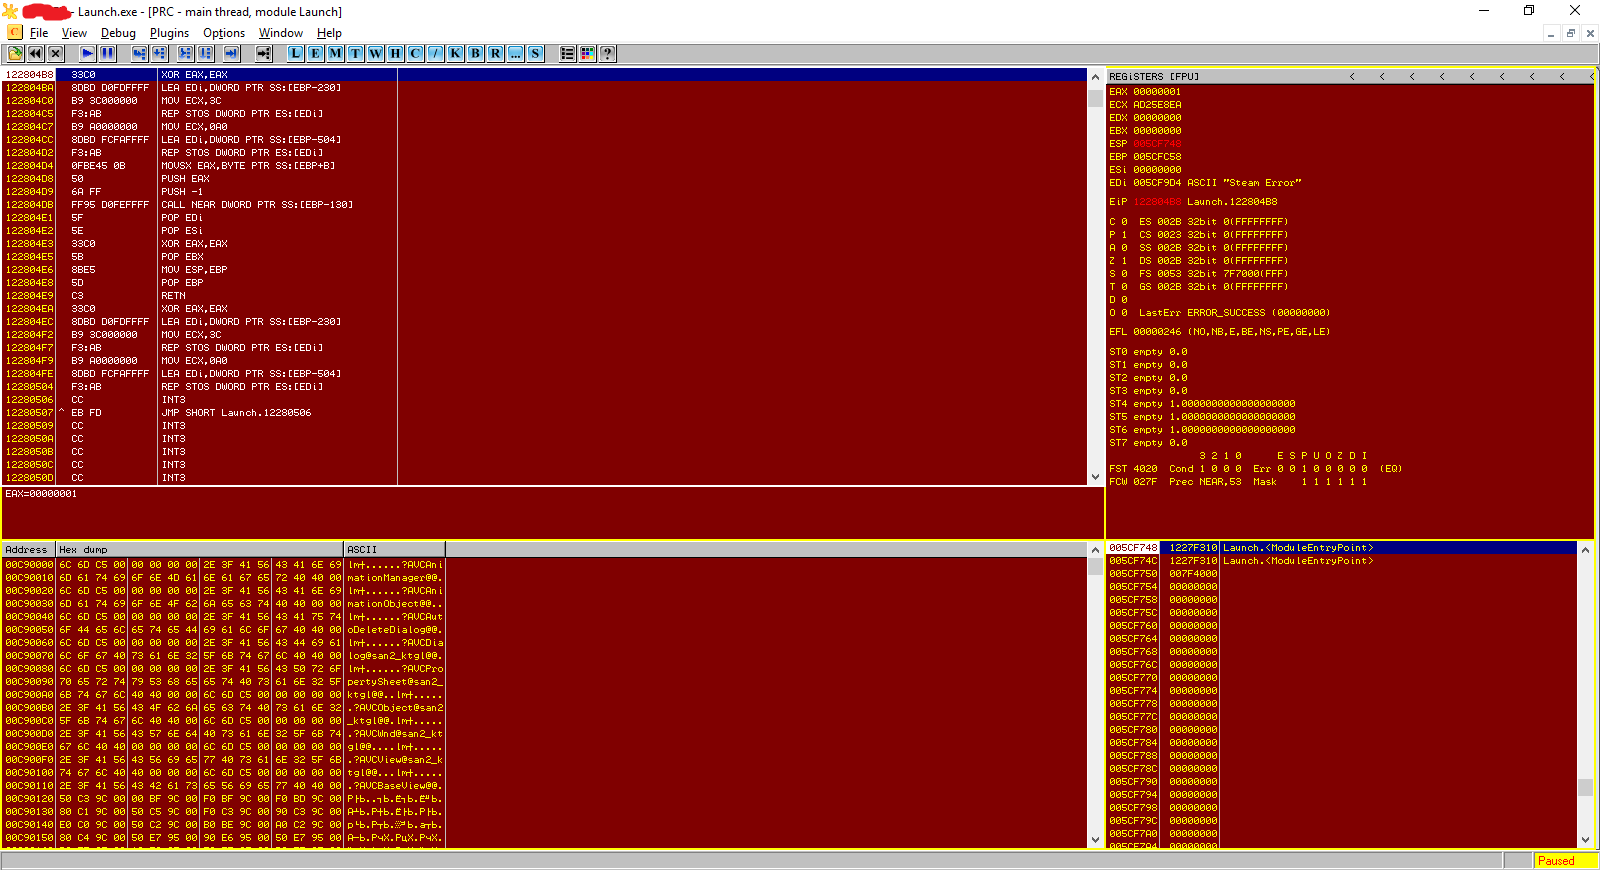 - Launch.exe - [PRC - main thread, module Launch]
C File View Debug Plugins Options Window Help
L E M T W H C / K B R ... S ?
122804B8 33C0 XOR EAX,EAX
122804BA 8DBD D0FDFFFF LEA EDi,DWORD PTR SS:[EBP-230]
122804C0 B9 3C000000 MOV ECX,3C
122804C5 F3:AB REP STOS DWORD PTR ES:[EDi]
122804C7 B9 A0000000 MOV ECX,0A0
122804CC 8DBD FCFAFFFF LEA EDi,DWORD PTR SS:[EBP-504]
122804D2 F3:AB REP STOS DWORD PTR ES:[EDi]
122804D4 0FBE45 0B MOVSX EAX,BYTE PTR SS:[EBP+B]
122804D8 50 PUSH EAX
122804D9 6A FF PUSH -1
122804DB FF95 D0FEFFFF CALL NEAR DWORD PTR SS:[EBP-130]
122804E1 5F POP EDi
122804E2 5E POP ESi
122804E3 33C0 XOR EAX,EAX
122804E5 5B POP EBX
122804E6 8BE5 MOV ESP,EBP
122804E8 5D POP EBP
122804E9 C3 RETN
122804EA 33C0 XOR EAX,EAX
122804EC 8DBD D0FDFFFF LEA EDi,DWORD PTR SS:[EBP-230]
122804F2 B9 3C000000 MOV ECX,3C
122804F7 F3:AB REP STOS DWORD PTR ES:[EDi]
122804F9 B9 A0000000 MOV ECX,0A0
122804FE 8DBD FCFAFFFF LEA EDi,DWORD PTR SS:[EBP-504]
12280504 F3:AB REP STOS DWORD PTR ES:[EDi]
12280506 CC INT3
12280507 ^ EB FD JMP SHORT Launch.12280506
12280509 CC INT3
1228050A CC INT3
1228050B CC INT3
1228050C CC INT3
1228050D CC INT3
EAX=00000001
REGiSTERS [FPU] < < < < < < < < <
EAX 00000001
ECX AD25E8EA
EDX 00000000
EBX 00000000
ESP 005CF748
EBP 005CFC58
ESi 00000000
EDi 005CF9D4 ASCII "Steam Error"
EiP 122804B8 Launch.122804B8
C 0 ES 002B 32bit 0(FFFFFFFF)
P 1 CS 0023 32bit 0(FFFFFFFF)
A 0 SS 002B 32bit 0(FFFFFFFF)
Z 1 DS 002B 32bit 0(FFFFFFFF)
S 0 FS 0053 32bit 7F7000(FFF)
T 0 GS 002B 32bit 0(FFFFFFFF)
D 0
O 0 LastErr ERROR_SUCCESS (00000000)
EFL 00000246 (NO,NB,E,BE,NS,PE,GE,LE)
ST0 empty 0.0
ST1 empty 0.0
ST2 empty 0.0
ST3 empty 0.0
ST4 empty 1.0000000000000000000
ST5 empty 1.0000000000000000000
ST6 empty 1.0000000000000000000
ST7 empty 0.0
3 2 1 0 E S P U O Z D I
FST 4020 Cond 1 0 0 0 Err 0 0 1 0 0 0 0 0 (EQ)
FCW 027F Prec NEAR,53 Mask 1 1 1 1 1 1
Address Hex dump ASCII
00C90000 6C 6D C5 00 00 00 00 00 2E 3F 41 56 43 41 6E 69 lm┼......?AVCAni
00C90010 6D 61 74 69 6F 6E 4D 61 6E 61 67 65 72 40 40 00 mationManager@@.
00C90020 6C 6D C5 00 00 00 00 00 2E 3F 41 56 43 41 6E 69 lm┼......?AVCAni
00C90030 6D 61 74 69 6F 6E 4F 62 6A 65 63 74 40 40 00 00 mationObject@@..
00C90040 6C 6D C5 00 00 00 00 00 2E 3F 41 56 43 41 75 74 lm┼......?AVCAut
00C90050 6F 44 65 6C 65 74 65 44 69 61 6C 6F 67 40 40 00 oDeleteDialog@@.
00C90060 6C 6D C5 00 00 00 00 00 2E 3F 41 56 43 44 69 61 lm┼......?AVCDia
00C90070 6C 6F 67 40 73 61 6E 32 5F 6B 74 67 6C 40 40 00 log@san2_ktgl@@.
00C90080 6C 6D C5 00 00 00 00 00 2E 3F 41 56 43 50 72 6F lm┼......?AVCPro
00C90090 70 65 72 74 79 53 68 65 65 74 40 73 61 6E 32 5F pertySheet@san2_
00C900A0 6B 74 67 6C 40 40 00 00 6C 6D C5 00 00 00 00 00 ktgl@@..lm┼.....
00C900B0 2E 3F 41 56 43 4F 62 6A 65 63 74 40 73 61 6E 32 .?AVCObject@san2
00C900C0 5F 6B 74 67 6C 40 40 00 6C 6D C5 00 00 00 00 00 _ktgl@@.lm┼.....
00C900D0 2E 3F 41 56 43 57 6E 64 40 73 61 6E 32 5F 6B 74 .?AVCWnd@san2_kt
00C900E0 67 6C 40 40 00 00 00 00 6C 6D C5 00 00 00 00 00 gl@@....lm┼.....
00C900F0 2E 3F 41 56 43 56 69 65 77 40 73 61 6E 32 5F 6B .?AVCView@san2_k
00C90100 74 67 6C 40 40 00 00 00 6C 6D C5 00 00 00 00 00 tgl@@...lm┼.....
00C90110 2E 3F 41 56 43 42 61 73 65 56 69 65 77 40 40 00 .?AVCBaseView@@.
00C90120 50 C3 9C 00 00 BF 9C 00 F0 BF 9C 00 F0 BD 9C 00
00C90130 80 C1 9C 00 50 C5 9C 00 F0 C3 9C 00 90 C3 9C 00
00C90140 E0 C0 9C 00 50 C2 9C 00 B0 BE 9C 00 A0 C2 9C 00
00C90150 80 C4 9C 00 50 E7 95 00 90 E6 95 00 50 E7 95 00
005CF748 1227F310 Launch.<ModuleEntryPoint>
005CF74C 1227F310 Launch.<ModuleEntryPoint>
005CF750 007F4000
005CF754 00000000
005CF758 00000000
005CF75C 00000000
005CF760 00000000
005CF764 00000000
005CF768 00000000
005CF76C 00000000
005CF770 00000000
005CF774 00000000
005CF778 00000000
005CF77C 00000000
005CF780 00000000
005CF784 00000000
005CF788 00000000
005CF78C 00000000
005CF790 00000000
005CF794 00000000
005CF798 00000000
005CF79C 00000000
005CF7A0 00000000
005CF7A4 00000000
Paused